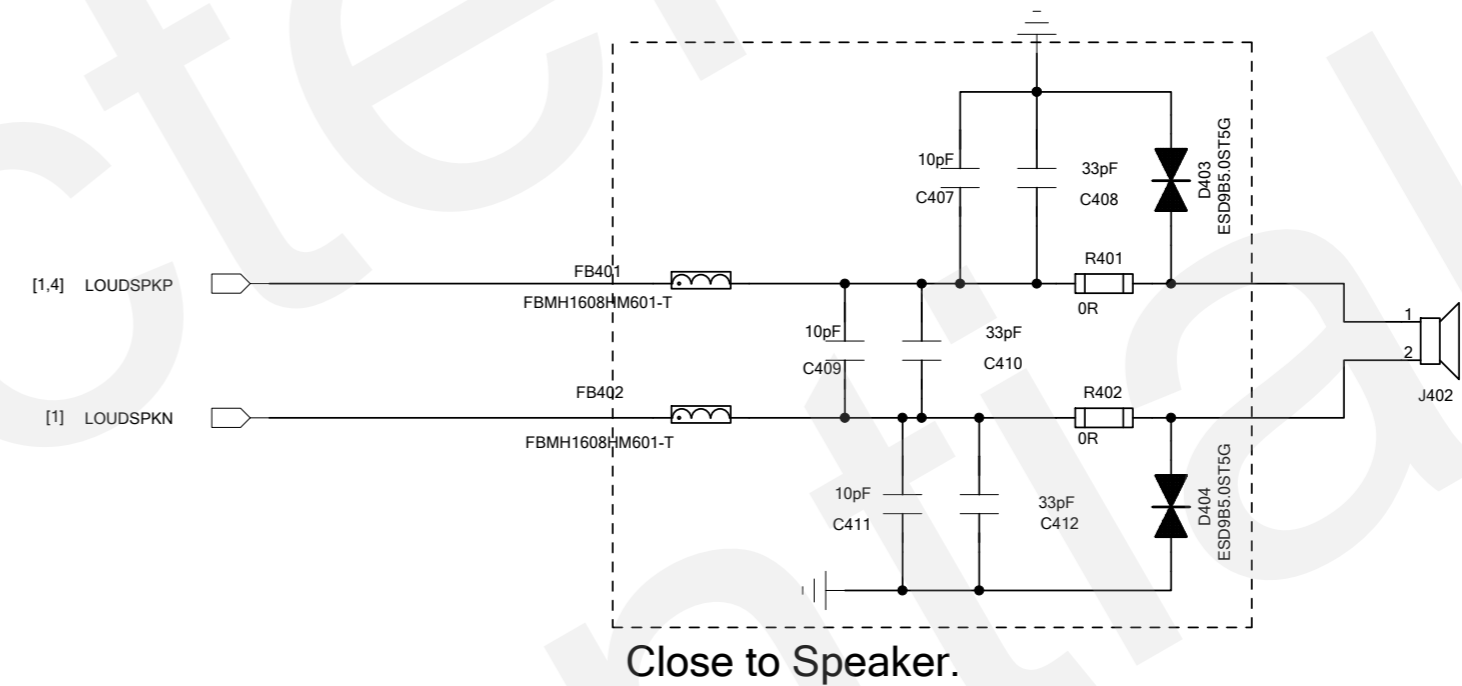 10pF
C407
33pF
C408
D403
ESD9B5.0ST5G
[1,4] LOUDSPKP
FB401
FBMH1608HM601-T
R401
0R
10pF
C409
33pF
C410
1
2
J402
[1] LOUDSPKN
FB402
FBMH1608HM601-T
R402
0R
10pF
C411
33pF
C412
D404
ESD9B5.0ST5G
Close to Speaker.